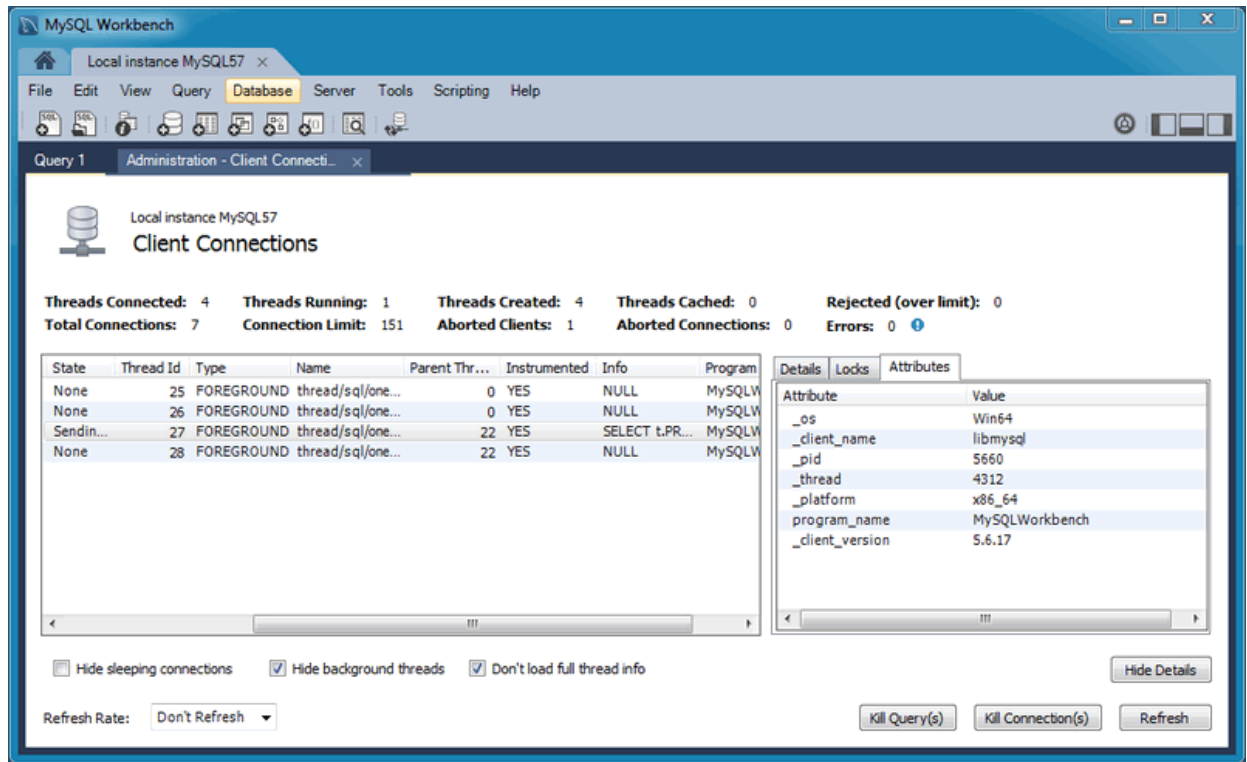 MySQL Workbench
Local instance MySQL57
File Edit View Query Database Server Tools Scripting Help
Query 1 Administration - Client Connecti...
Local instance MySQL57
Client Connections
Threads Connected: 4 Threads Running: 1 Threads Created: 4 Threads Cached: 0 Rejected (over limit): 0
Total Connections: 7 Connection Limit: 151 Aborted Clients: 1 Aborted Connections: 0 Errors: 0
State Thread Id Type Name Parent Thr... Instrumented Info Program
None 25 FOREGROUND thread/sql/one... 0 YES NULL MySQLW
None 26 FOREGROUND thread/sql/one... 0 YES NULL MySQLW
Sendin... 27 FOREGROUND thread/sql/one... 22 YES SELECT t.PR... MySQLW
None 28 FOREGROUND thread/sql/one... 22 YES NULL MySQLW
Details Locks Attributes
Attribute Value
_os Win64
_client_name libmysql
_pid 5660
_thread 4312
_platform x86_64
program_name MySQLWorkbench
_client_version 5.6.17
Hide sleeping connections Hide background threads Don't load full thread info Hide Details
Refresh Rate: Don't Refresh Kill Query(s) Kill Connection(s) Refresh